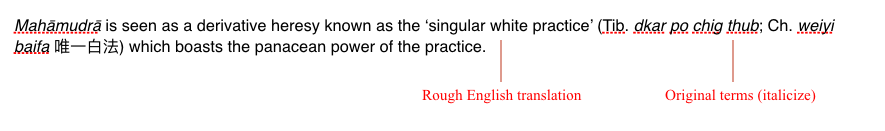 Mahāmudrā is seen as a derivative heresy known as the ‘singular white practice’ (Tib. dkar po chig thub; Ch. weiyi
baifa 唯一白法) which boasts the panacean power of the practice.
Rough English translation
Original terms (italicize)